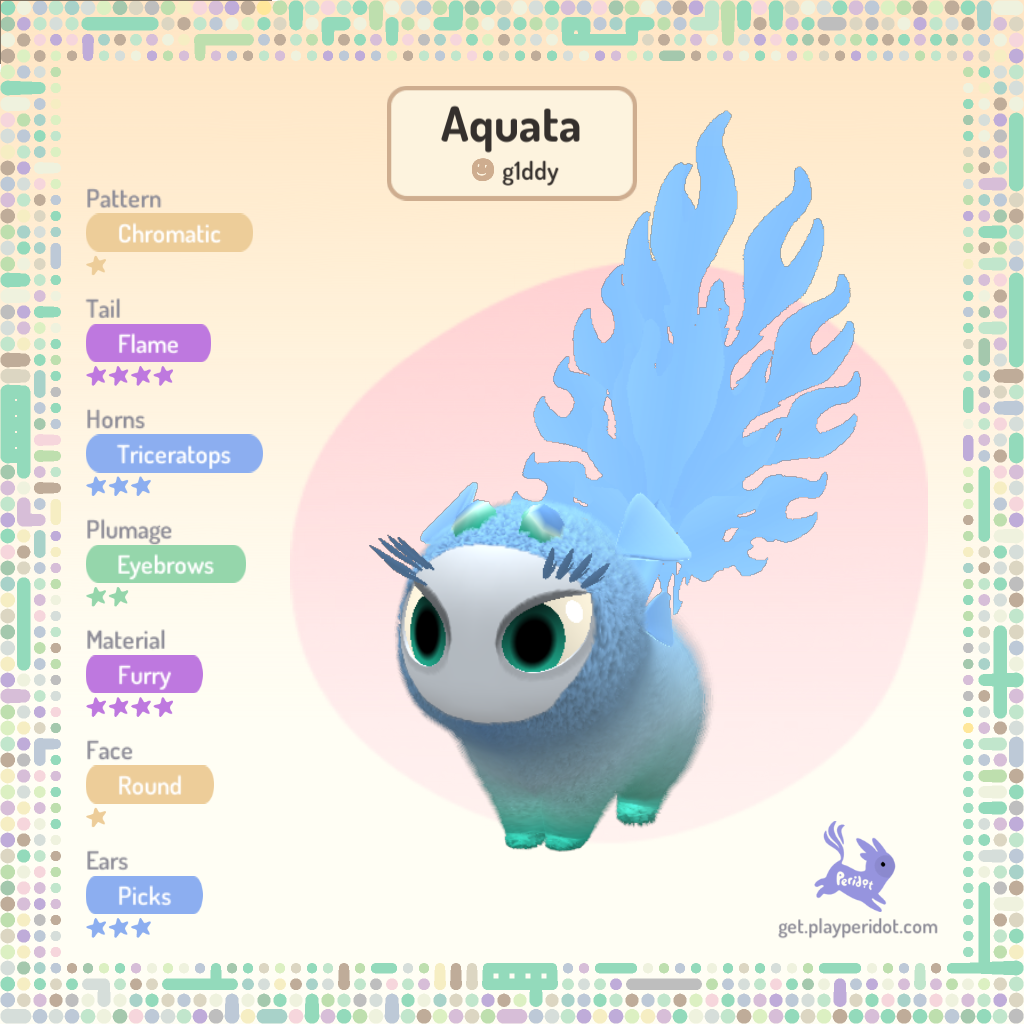 Aquata
g1ddy
Pattern
Chromatic
Tail
Flame
Horns
Triceratops
Plumage
Eyebrows
Material
Furry
Face
Round
Ears
Picks
Peridot
get.playperidot.com